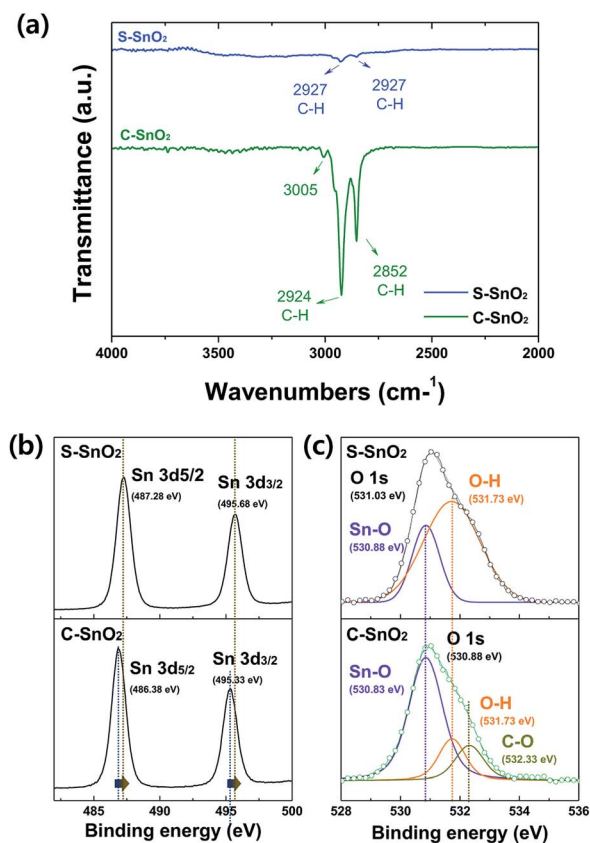 (a)
S-SnO2
2927
C-H
2927
C-H
C-SnO2
3005
2924
C-H
2852
C-H
S-SnO2
C-SnO2
Transmittance (a.u.)
4000 3500 3000 2500 2000
Wavenumbers (cm-¹)
(b)
S-SnO2
Sn 3d5/2
(487.28 eV)
Sn 3d3/2
(495.68 eV)
C-SnO2
Sn 3d5/2
(486.38 eV)
Sn 3d3/2
(495.33 eV)
485 490 495 500
Binding energy (eV)
(c)
S-SnO2
O 1s
(531.03 eV)
O-H
(531.73 eV)
Sn-O
(530.88 eV)
C-SnO2
O 1s
(530.88 eV)
Sn-O
(530.83 eV)
O-H
(531.73 eV)
C-O
(532.33 eV)
528 530 532 534 536
Binding energy (eV)